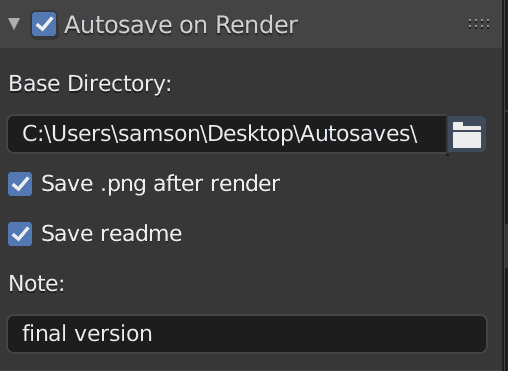 Autosave on Render
Base Directory:
C:\Users\samson\Desktop\Autosaves\
Save .png after render
Save readme
Note:
final version